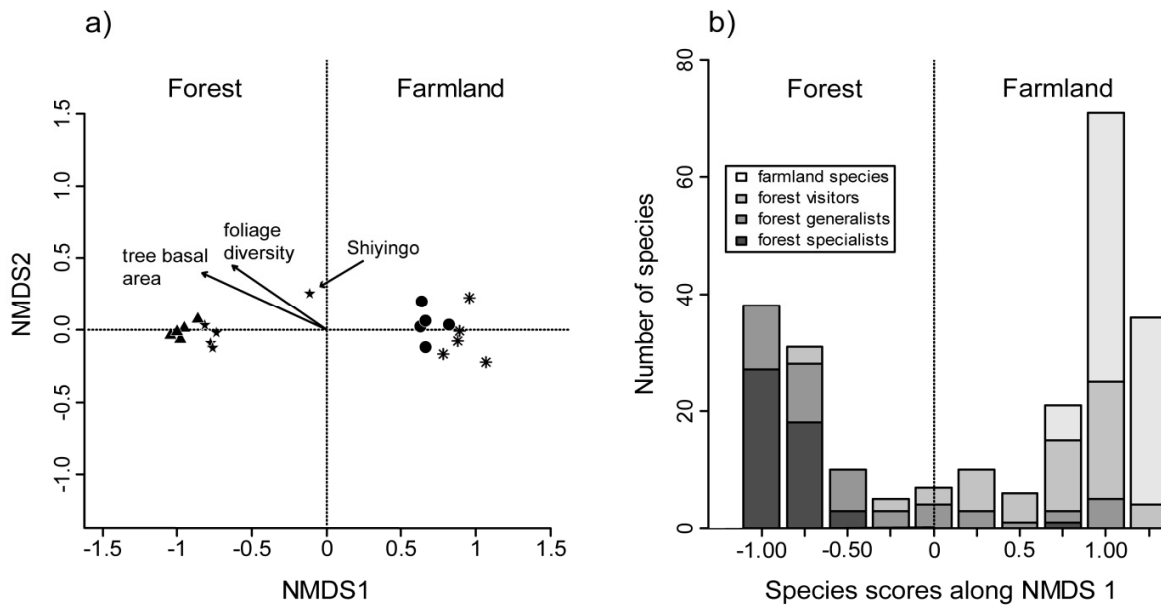 a)
Forest
Farmland
1.5
1.0
0.5
0.0
-0.5
-1.0
NMDS2
foliage
diversity
tree basal
area
Shiyingo
-1.5
-1
-0.5
0
0.5
1
1.5
NMDS1
b)
Forest
Farmland
80
60
40
20
0
Number of species
farmland species
forest visitors
forest generalists
forest specialists
-1.00
-0.50
0
0.5
1.00
Species scores along NMDS 1